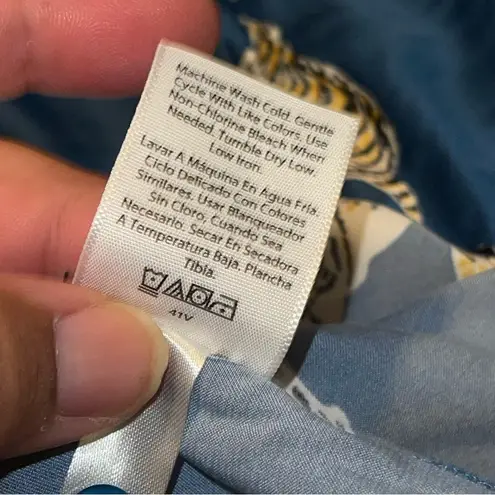 Machine Wash Cold, Gentle
Cycle With Like Colors, Use
Non-Chlorine Bleach When
Needed, Tumble Dry Low,
Low Iron.
Lavar A Máquina En Agua Fría.
Ciclo Delicado Con Colores
Similares. Usar Blanqueador
Sin Cloro, Cuando Sea
Necesario. Secar En Secadora
A Temperatura Baja. Plancha
Tibia.
41V